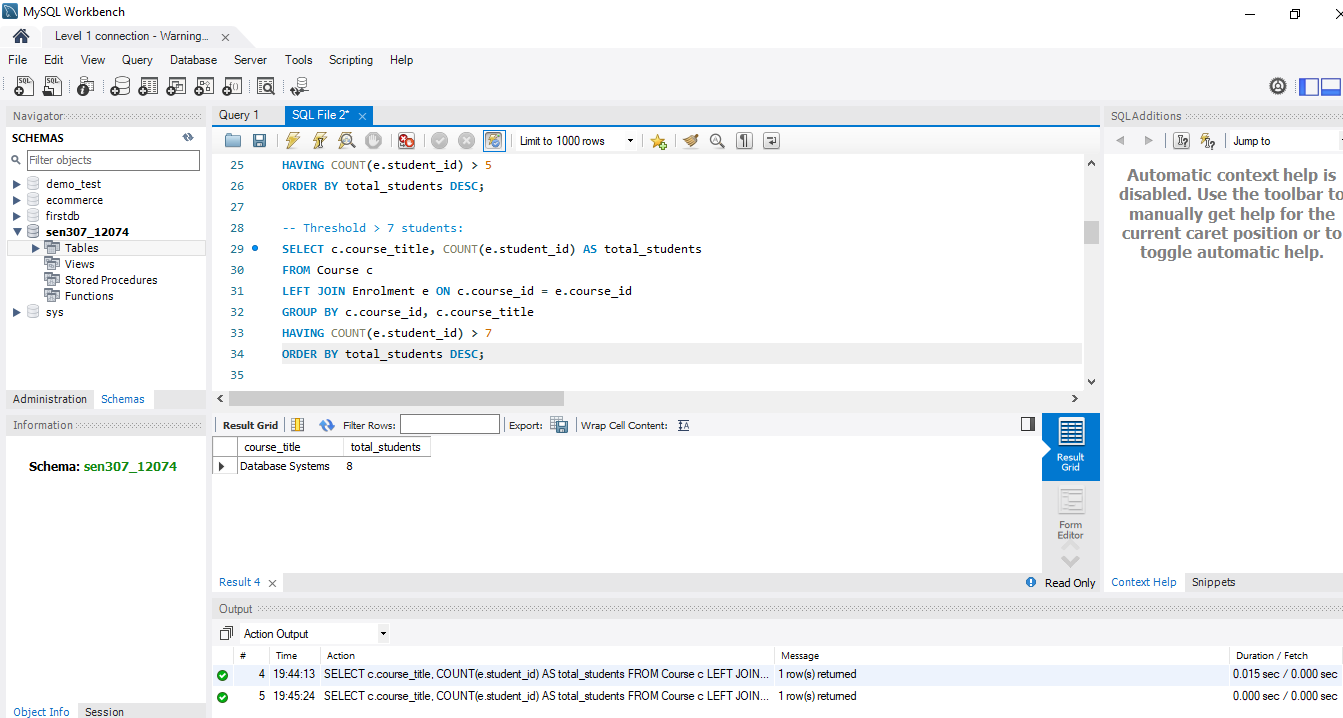 MySQL Workbench
Level 1 connection - Warning...
File Edit View Query Database Server Tools Scripting Help
Navigator
SCHEMAS
Filter objects
demo_test
ecommerce
firstdb
sen307_12074
Tables
Views
Stored Procedures
Functions
sys
Administration Schemas
Information
Schema: sen307_12074
Object Info Session
Query 1 SQL File 2*
Limit to 1000 rows
25 HAVING COUNT(e.student_id) > 5
26 ORDER BY total_students DESC;
27
28 -- Threshold > 7 students:
29 SELECT c.course_title, COUNT(e.student_id) AS total_students
30 FROM Course c
31 LEFT JOIN Enrolment e ON c.course_id = e.course_id
32 GROUP BY c.course_id, c.course_title
33 HAVING COUNT(e.student_id) > 7
34 ORDER BY total_students DESC;
35
Result Grid Filter Rows: Export: Wrap Cell Content:
course_title total_students
Database Systems 8
Result Grid
Form Editor
Result 4 Read Only
SQLAdditions
Jump to
Automatic context help is
disabled. Use the toolbar to
manually get help for the
current caret position or to
toggle automatic help.
Context Help Snippets
Output
Action Output
# Time Action Message Duration / Fetch
4 19:44:13 SELECT c.course_title, COUNT(e.student_id) AS total_students FROM Course c LEFT JOIN... 1 row(s) returned 0.015 sec / 0.000 sec
5 19:45:24 SELECT c.course_title, COUNT(e.student_id) AS total_students FROM Course c LEFT JOIN... 1 row(s) returned 0.000 sec / 0.000 sec